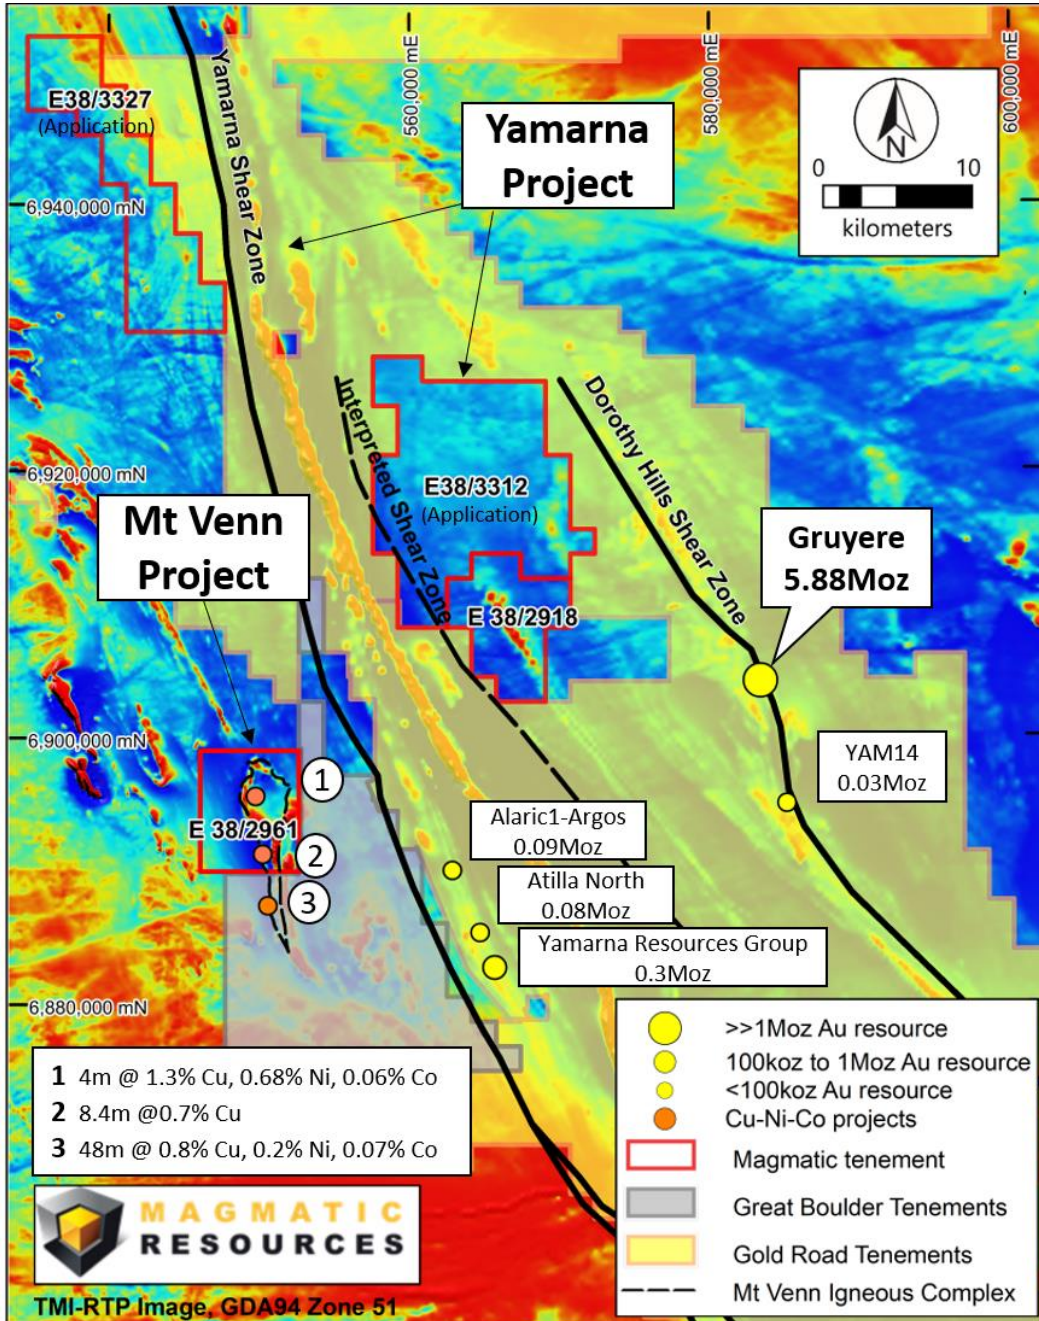 560,000 mE
580,000 mE
600,000 mE
E38/3327
(Application)
Yamarna Shear Zone
Yamarna
Project
N
0 10
kilometers
6,940,000 mN
Interpreted Shear Zone
Dorothy Hills Shear Zone
6,920,000 mN
E38/3312
(Application)
Mt Venn
Project
Gruyere
5.88Moz
E 38/2918
6,900,000 mN
YAM14
0.03Moz
1
E 38/2961
2
3
Alaric1-Argos
0.09Moz
Atilla North
0.08Moz
Yamarna Resources Group
0.3Moz
6,880,000 mN
1 4m @ 1.3% Cu, 0.68% Ni, 0.06% Co
2 8.4m @0.7% Cu
3 48m @ 0.8% Cu, 0.2% Ni, 0.07% Co
>>1Moz Au resource
100koz to 1Moz Au resource
<100koz Au resource
Cu-Ni-Co projects
Magmatic tenement
Great Boulder Tenements
Gold Road Tenements
Mt Venn Igneous Complex
MAGMATIC
RESOURCES
TMI-RTP Image, GDA94 Zone 51